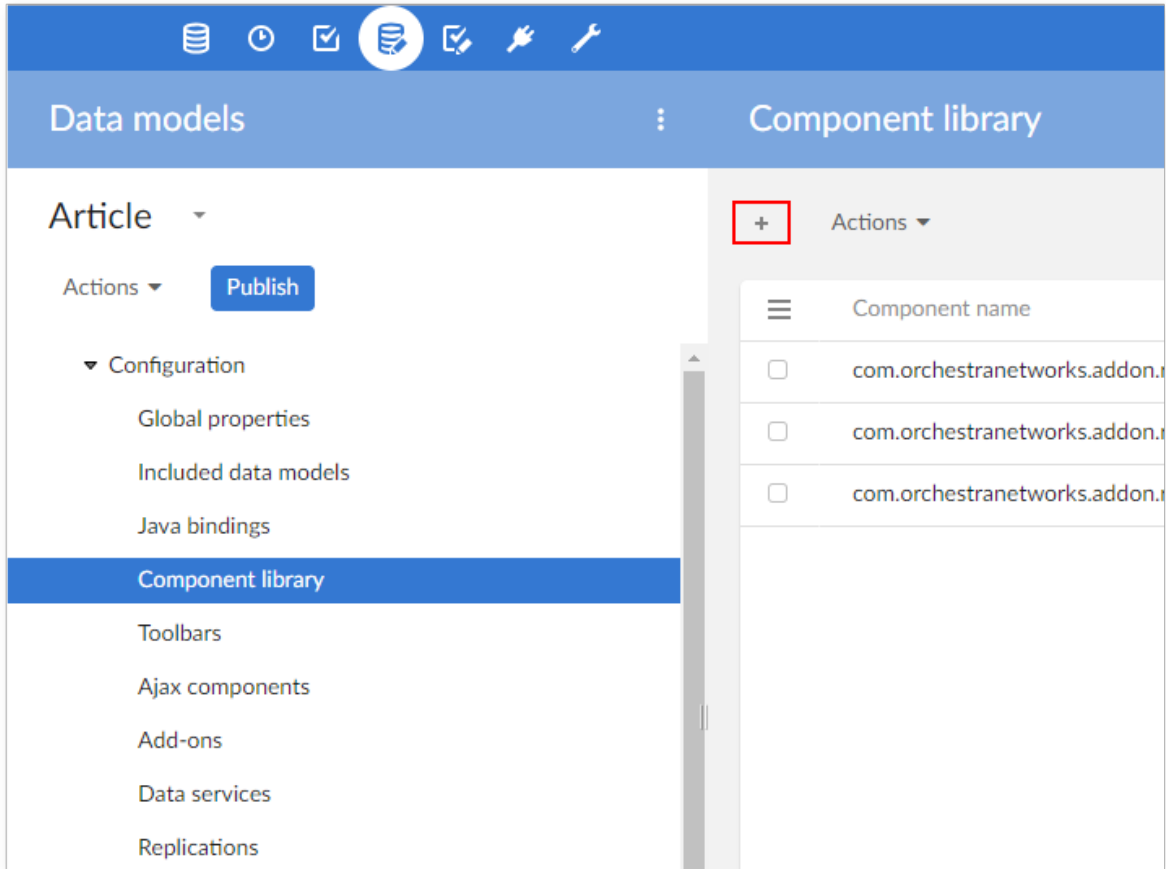 Data models
Component library
Article
+ Actions
Actions Publish
Component name
Configuration
com.orchestranetworks.addon.
Global properties
com.orchestranetworks.addon.
Included data models
com.orchestranetworks.addon.
Java bindings
Component library
Toolbars
Ajax components
Add-ons
Data services
Replications